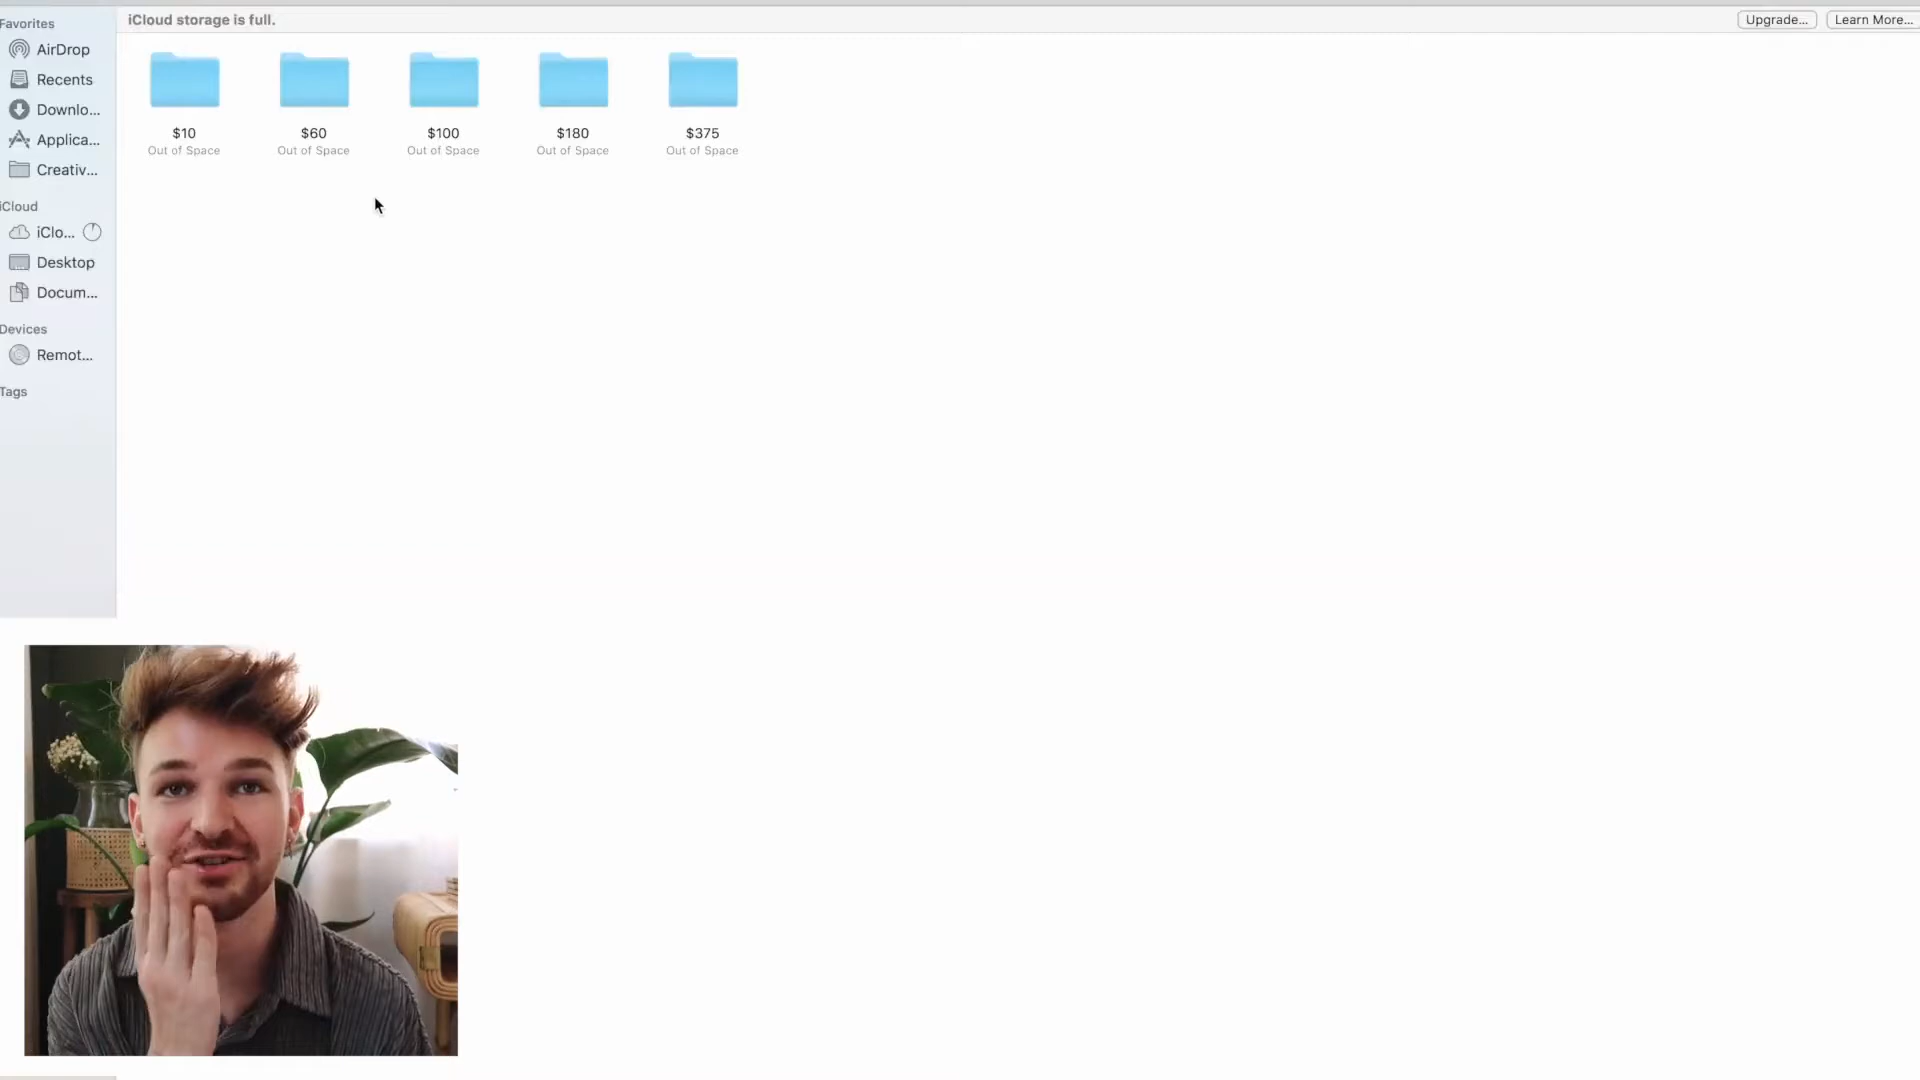 Favorites
AirDrop
Recents
Downlo...
Applica...
Creativ...
iCloud
iClo...
Desktop
Docum...
Devices
Remot...
Tags
iCloud storage is full.
Upgrade...
Learn More...
$10
Out of Space
$60
Out of Space
$100
Out of Space
$180
Out of Space
$375
Out of Space